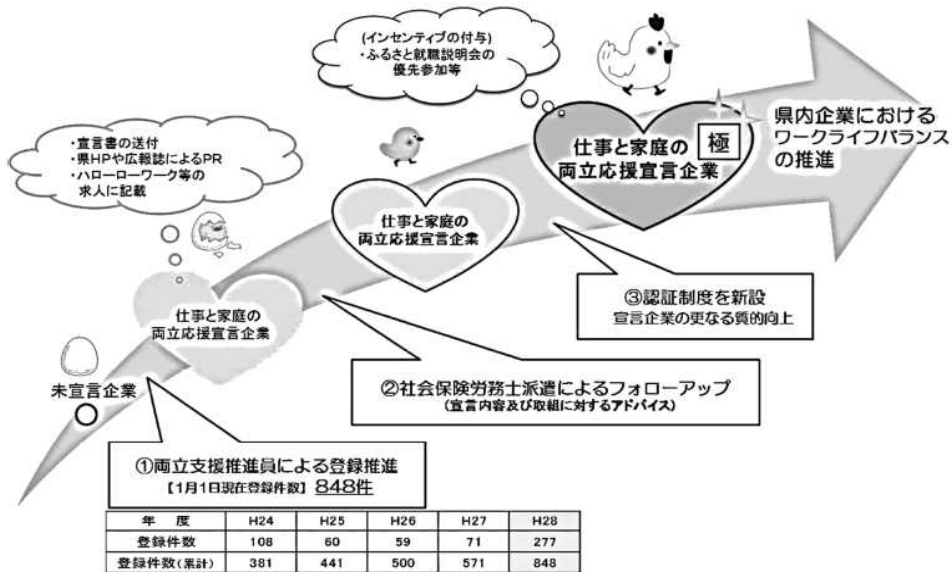 (インセンティブの付与)
・ふるさと就職説明会の
優先参加等
県内企業における
ワークライフバランス
の推進
・宣言書の送付
・県HPや広報誌によるPR
・ハローローワーク等の
求人に記載
仕事と家庭の
両立応援宣言企業
極
仕事と家庭の
両立応援宣言企業
仕事と家庭の
両立応援宣言企業
未宣言企業
③認証制度を新設
宣言企業の更なる質的向上
②社会保険労務士派遣によるフォローアップ
(宣言内容及び取組に対するアドバイス)
①両立支援推進員による登録推進
【1月1日現在登録件数】 848件
年 度 H24 H25 H26 H27 H28
登録件数 108 60 59 71 277
登録件数(累計) 381 441 500 571 848